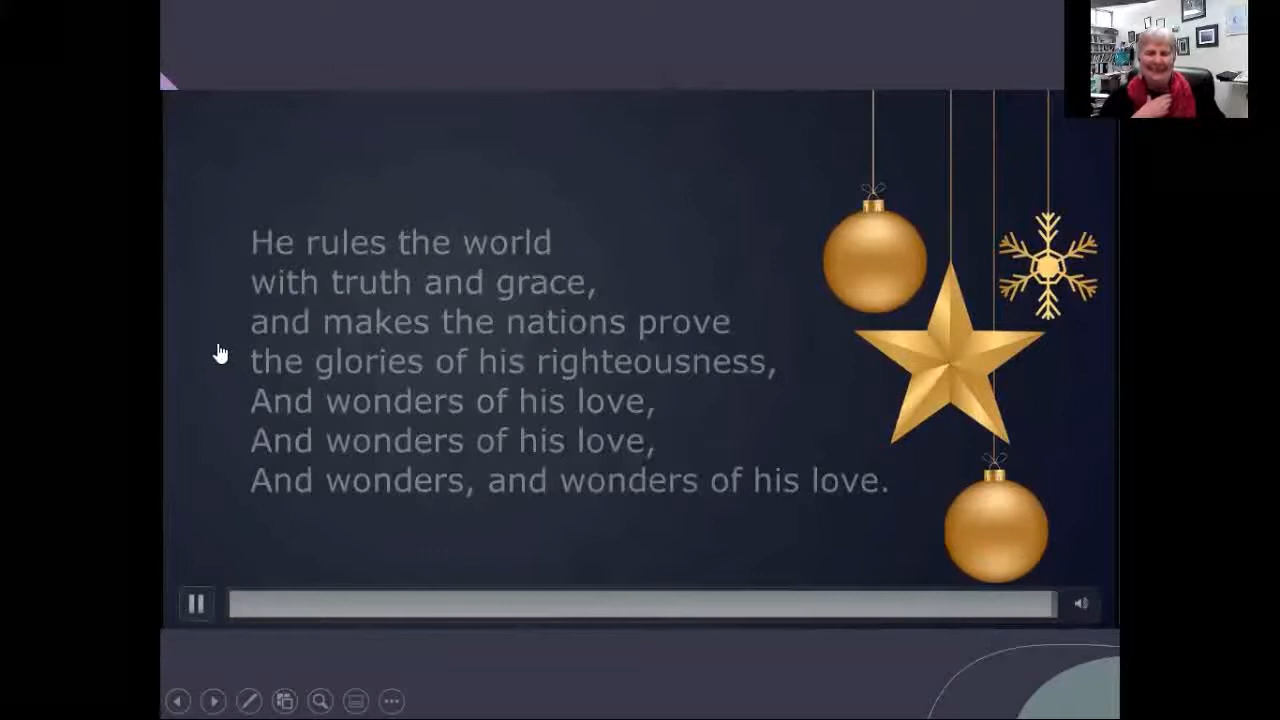 He rules the world
with truth and grace,
and makes the nations prove
the glories of his righteousness,
And wonders of his love,
And wonders of his love,
And wonders, and wonders of his love.